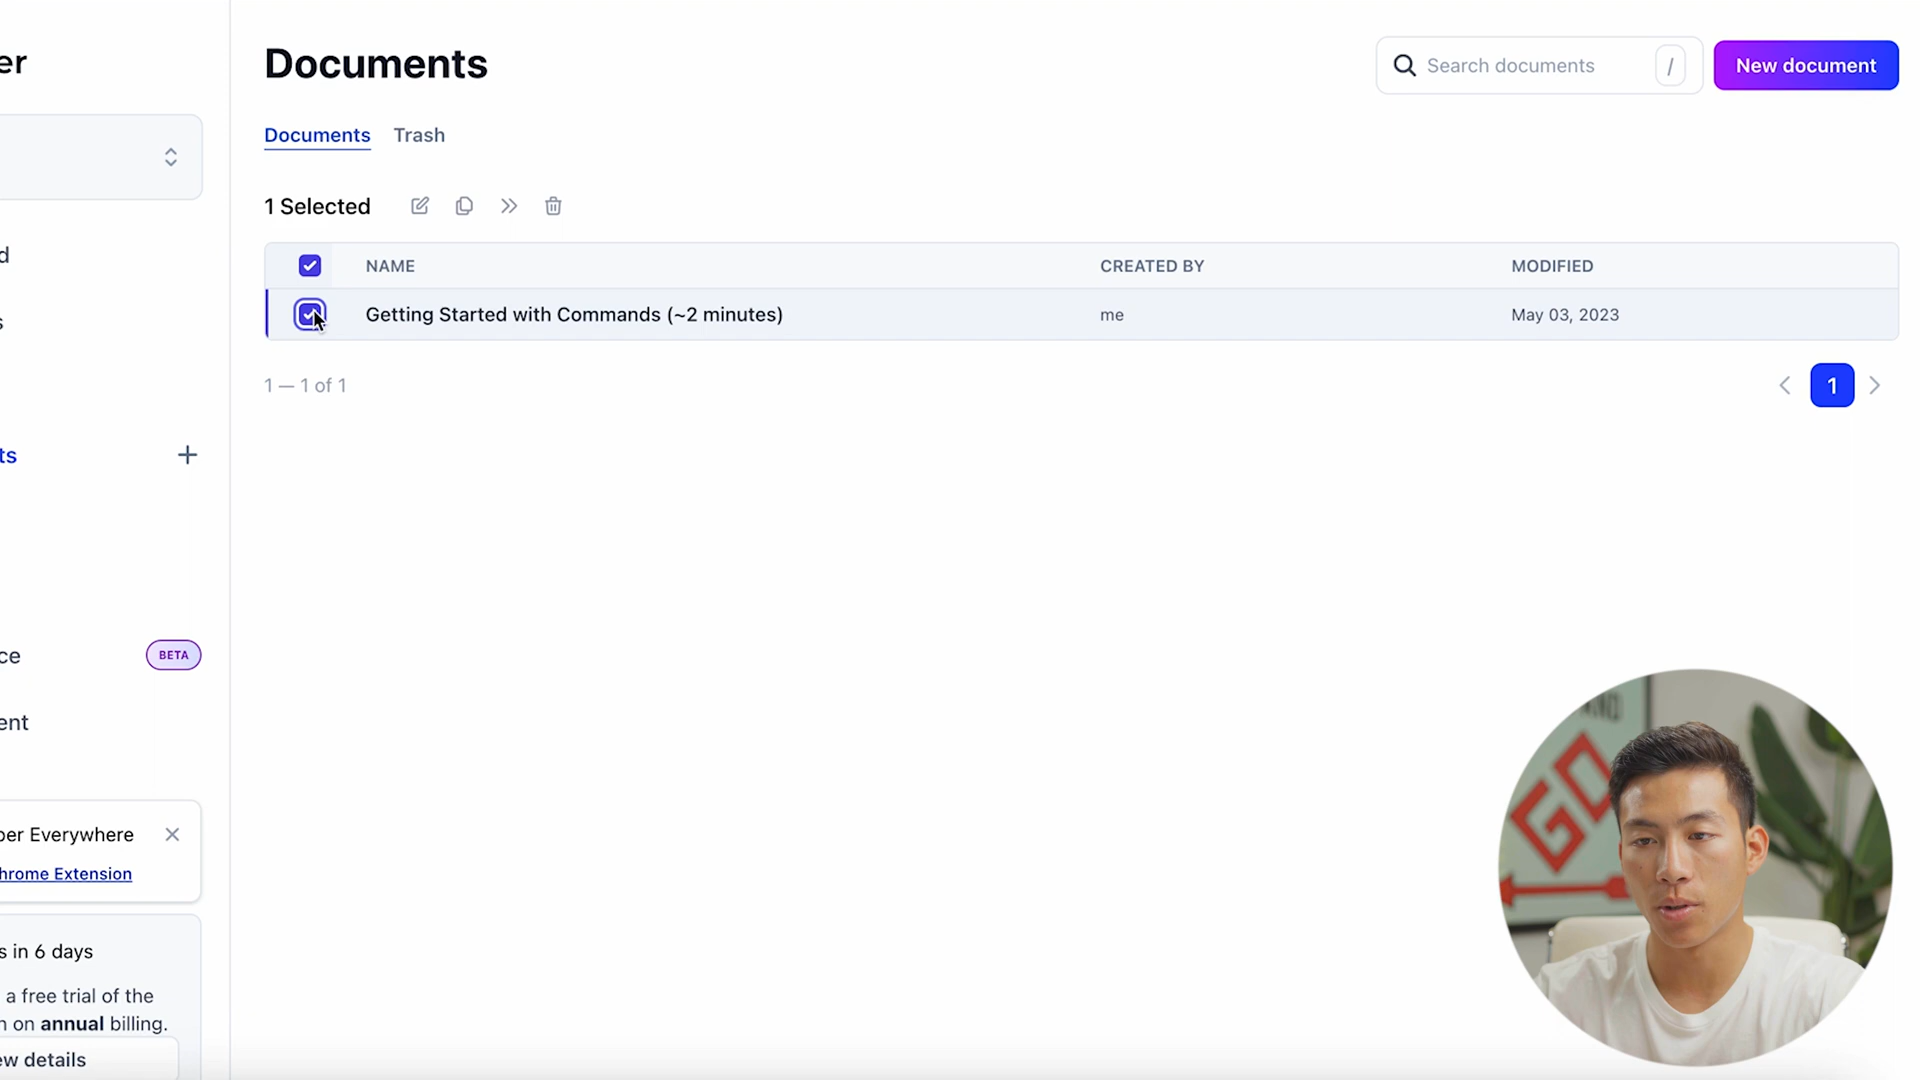 er
Documents
Search documents
/
New document
Documents
Trash
1 Selected
d
NAME
CREATED BY
MODIFIED
Getting Started with Commands (~2 minutes)
me
May 03, 2023
s
1 — 1 of 1
1
ts
ce
BETA
ent
per Everywhere
hrome Extension
s in 6 days
a free trial of the
n on annual billing.
ew details
GO